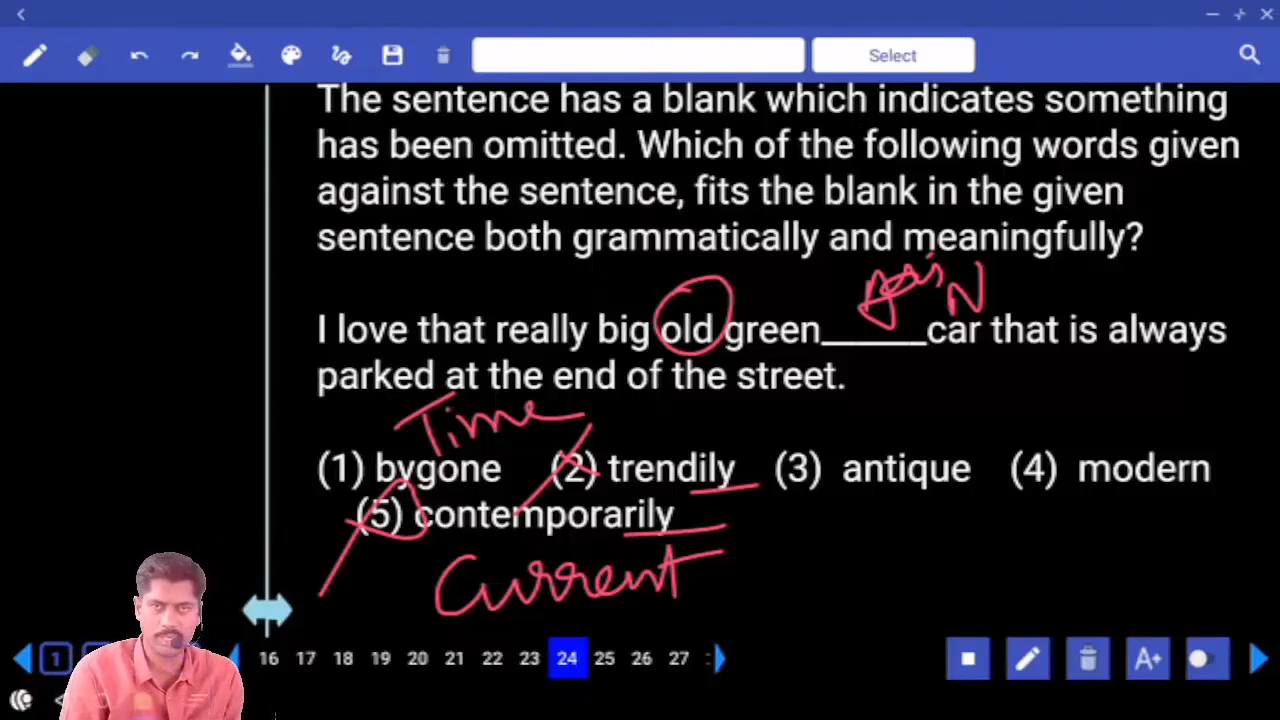 Select
The sentence has a blank which indicates something
has been omitted. Which of the following words given
against the sentence, fits the blank in the given
sentence both grammatically and meaningfully?
N
I love that really big old green______car that is always
parked at the end of the street.
Time
(1) bygone (2) trendily (3) antique (4) modern
(5) contemporarily
Current
1 16 17 18 19 20 21 22 23 24 25 26 27
A+